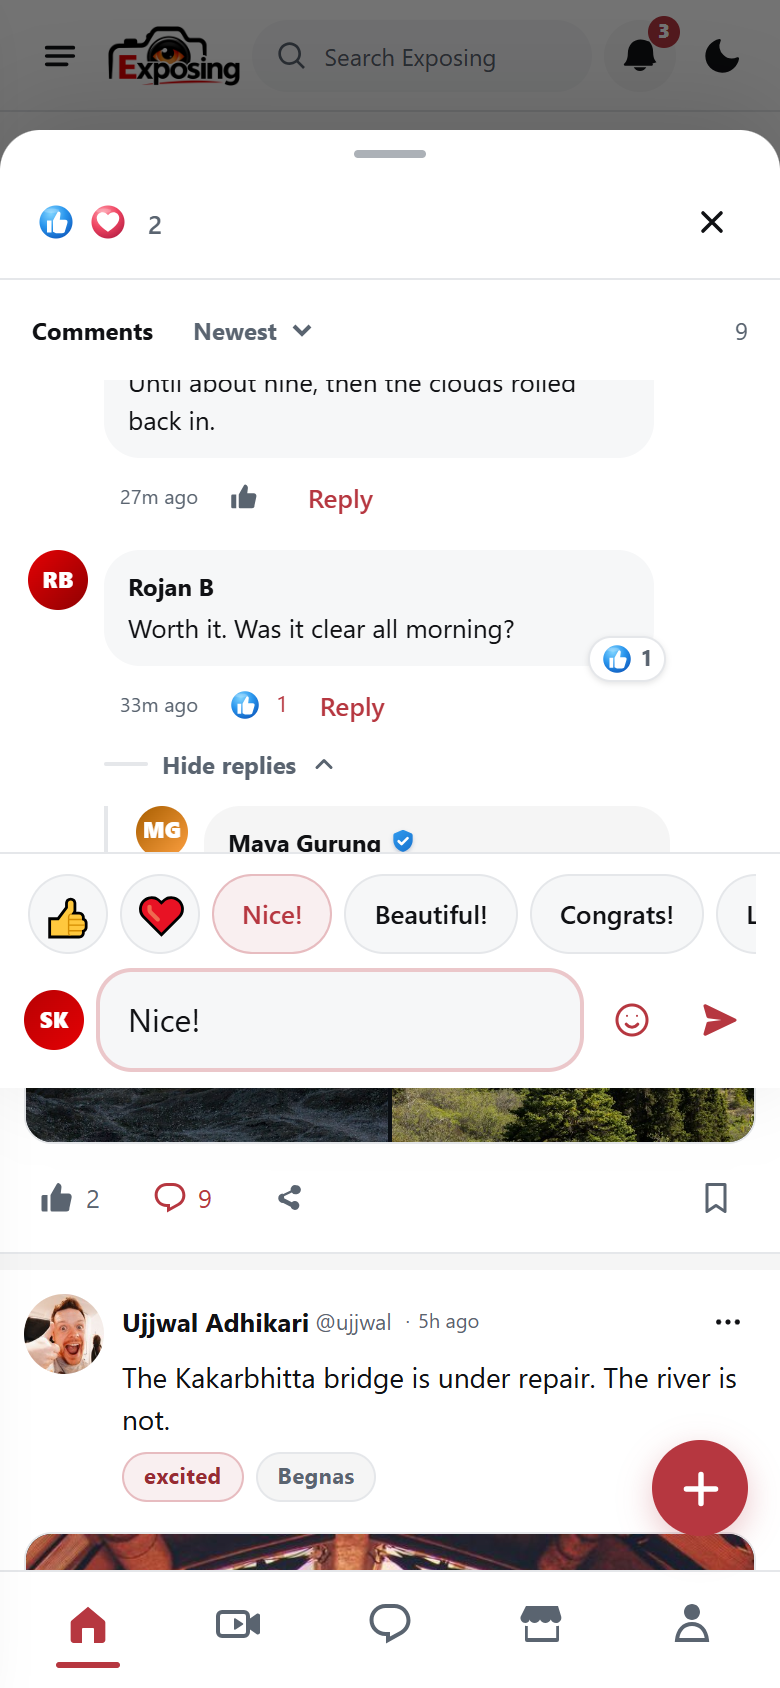 Exposing
Search Exposing
3
2
Comments
Newest
9
Until about nine, then the clouds rolled
back in.
27m ago
Reply
RB
Rojan B
Worth it. Was it clear all morning?
1
33m ago
1
Reply
Hide replies
MG
Maya Gurung
Nice!
Beautiful!
Congrats!
L
SK
Nice!
2
9
Ujjwal Adhikari @ujjwal · 5h ago
The Kakarbhitta bridge is under repair. The river is
not.
excited
Begnas